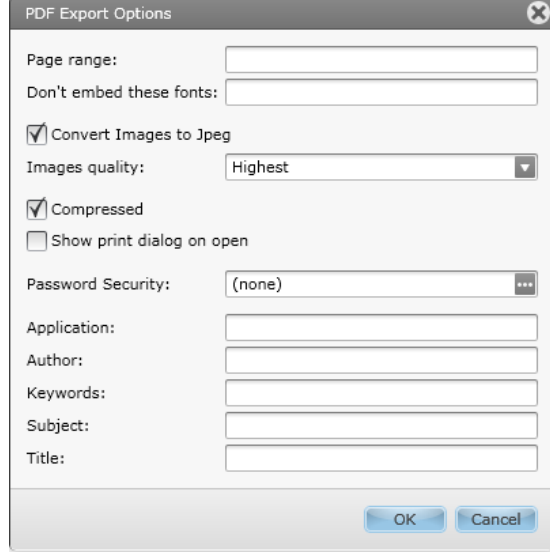 PDF Export Options
Page range:
Don't embed these fonts:
Convert Images to Jpeg
Images quality: Highest
Compressed
Show print dialog on open
Password Security: (none)
Application:
Author:
Keywords:
Subject:
Title:
OK Cancel